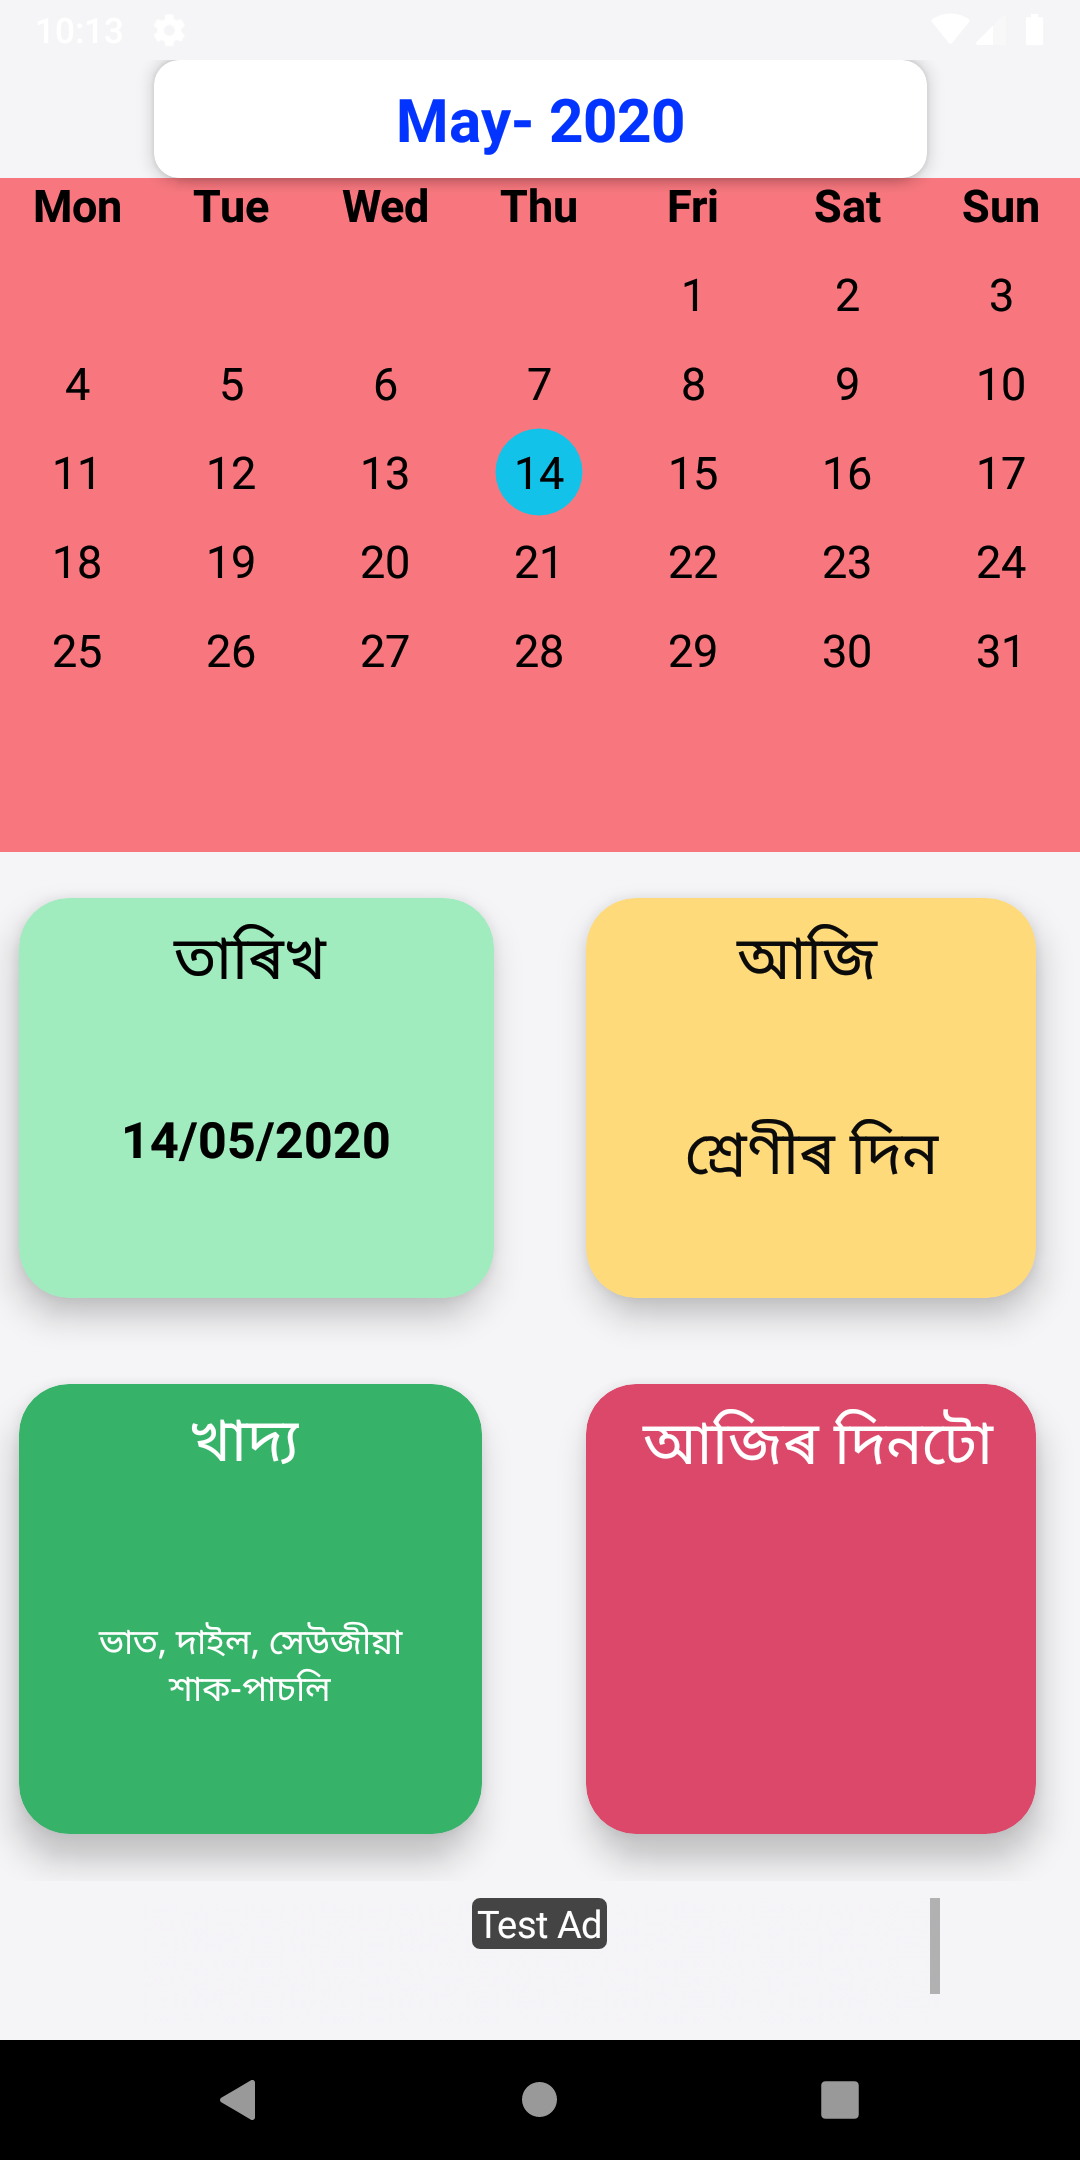 10:13
May- 2020
Mon Tue Wed Thu Fri Sat Sun
1 2 3
4 5 6 7 8 9 10
11 12 13 14 15 16 17
18 19 20 21 22 23 24
25 26 27 28 29 30 31
তাৰিখ
14/05/2020
আজি
শ্ৰেণীৰ দিন
খাদ্য
ভাত, দাইল, সেউজীয়া
শাক-পাচলি
আজিৰ দিনটো
Test Ad